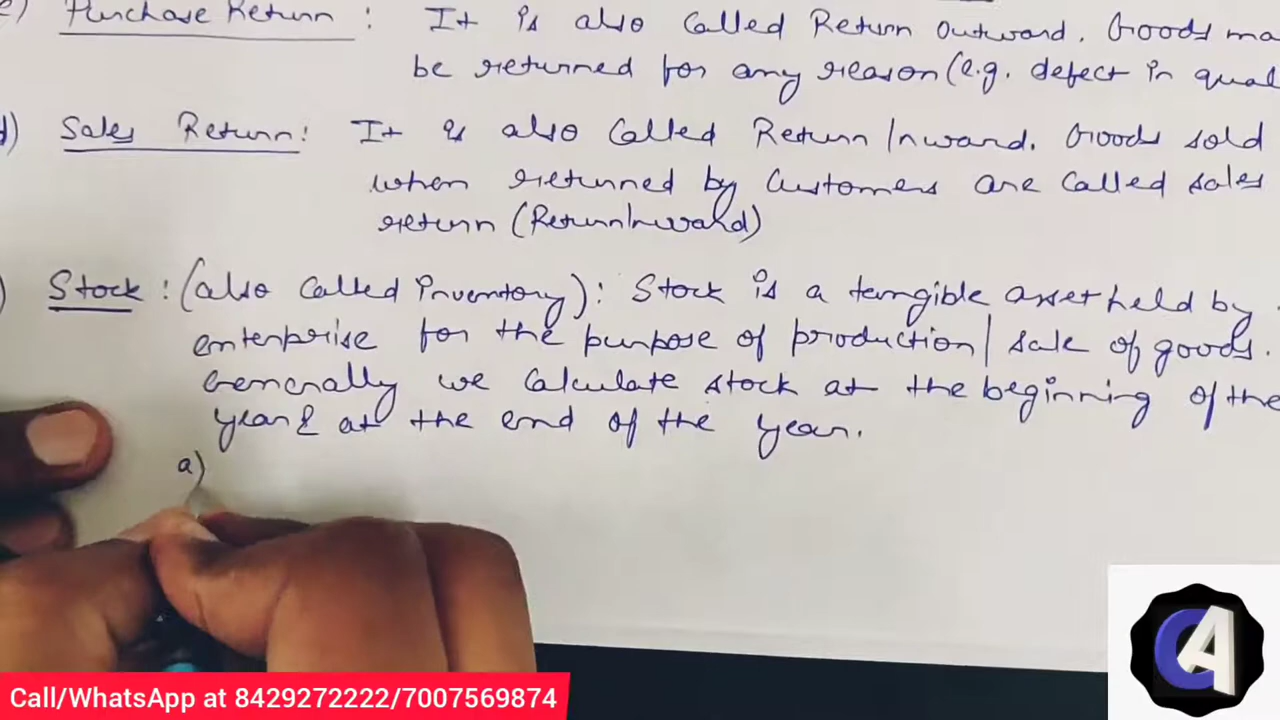 Purchase Return : It is also called Return outward. Goods ma
be returned for any reason (e.g. defect in qual
d) Sales Return: It is also called Return Inward. Goods sold
when returned by customers are called sales
return (Return Inward)
) Stock : (also called inventory) : Stock is a tangible asset held by
enterprise for the purpose of production / sale of goods.
Generally we calculate stock at the beginning of the
year & at the end of the year.
a)
CA
Call/WhatsApp at 8429272222/7007569874